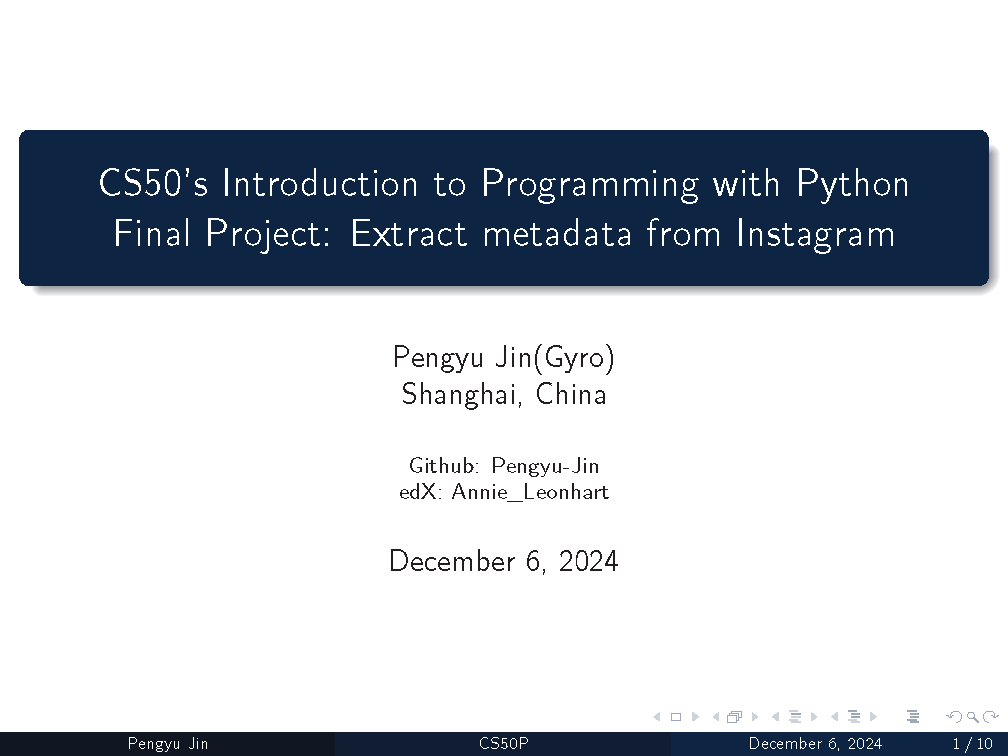 CS50's Introduction to Programming with Python
Final Project: Extract metadata from Instagram
Pengyu Jin(Gyro)
Shanghai, China
Github: Pengyu-Jin
edX: Annie_Leonhart
December 6, 2024
Pengyu Jin CS50P December 6, 2024 1 / 10